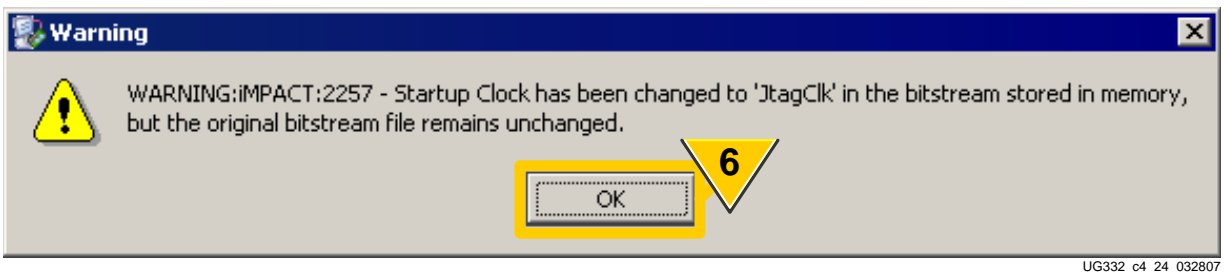 Warning
WARNING:iMPACT:2257 - Startup Clock has been changed to 'JtagClk' in the bitstream stored in memory,
but the original bitstream file remains unchanged.
6
OK
UG332_c4_24_032807